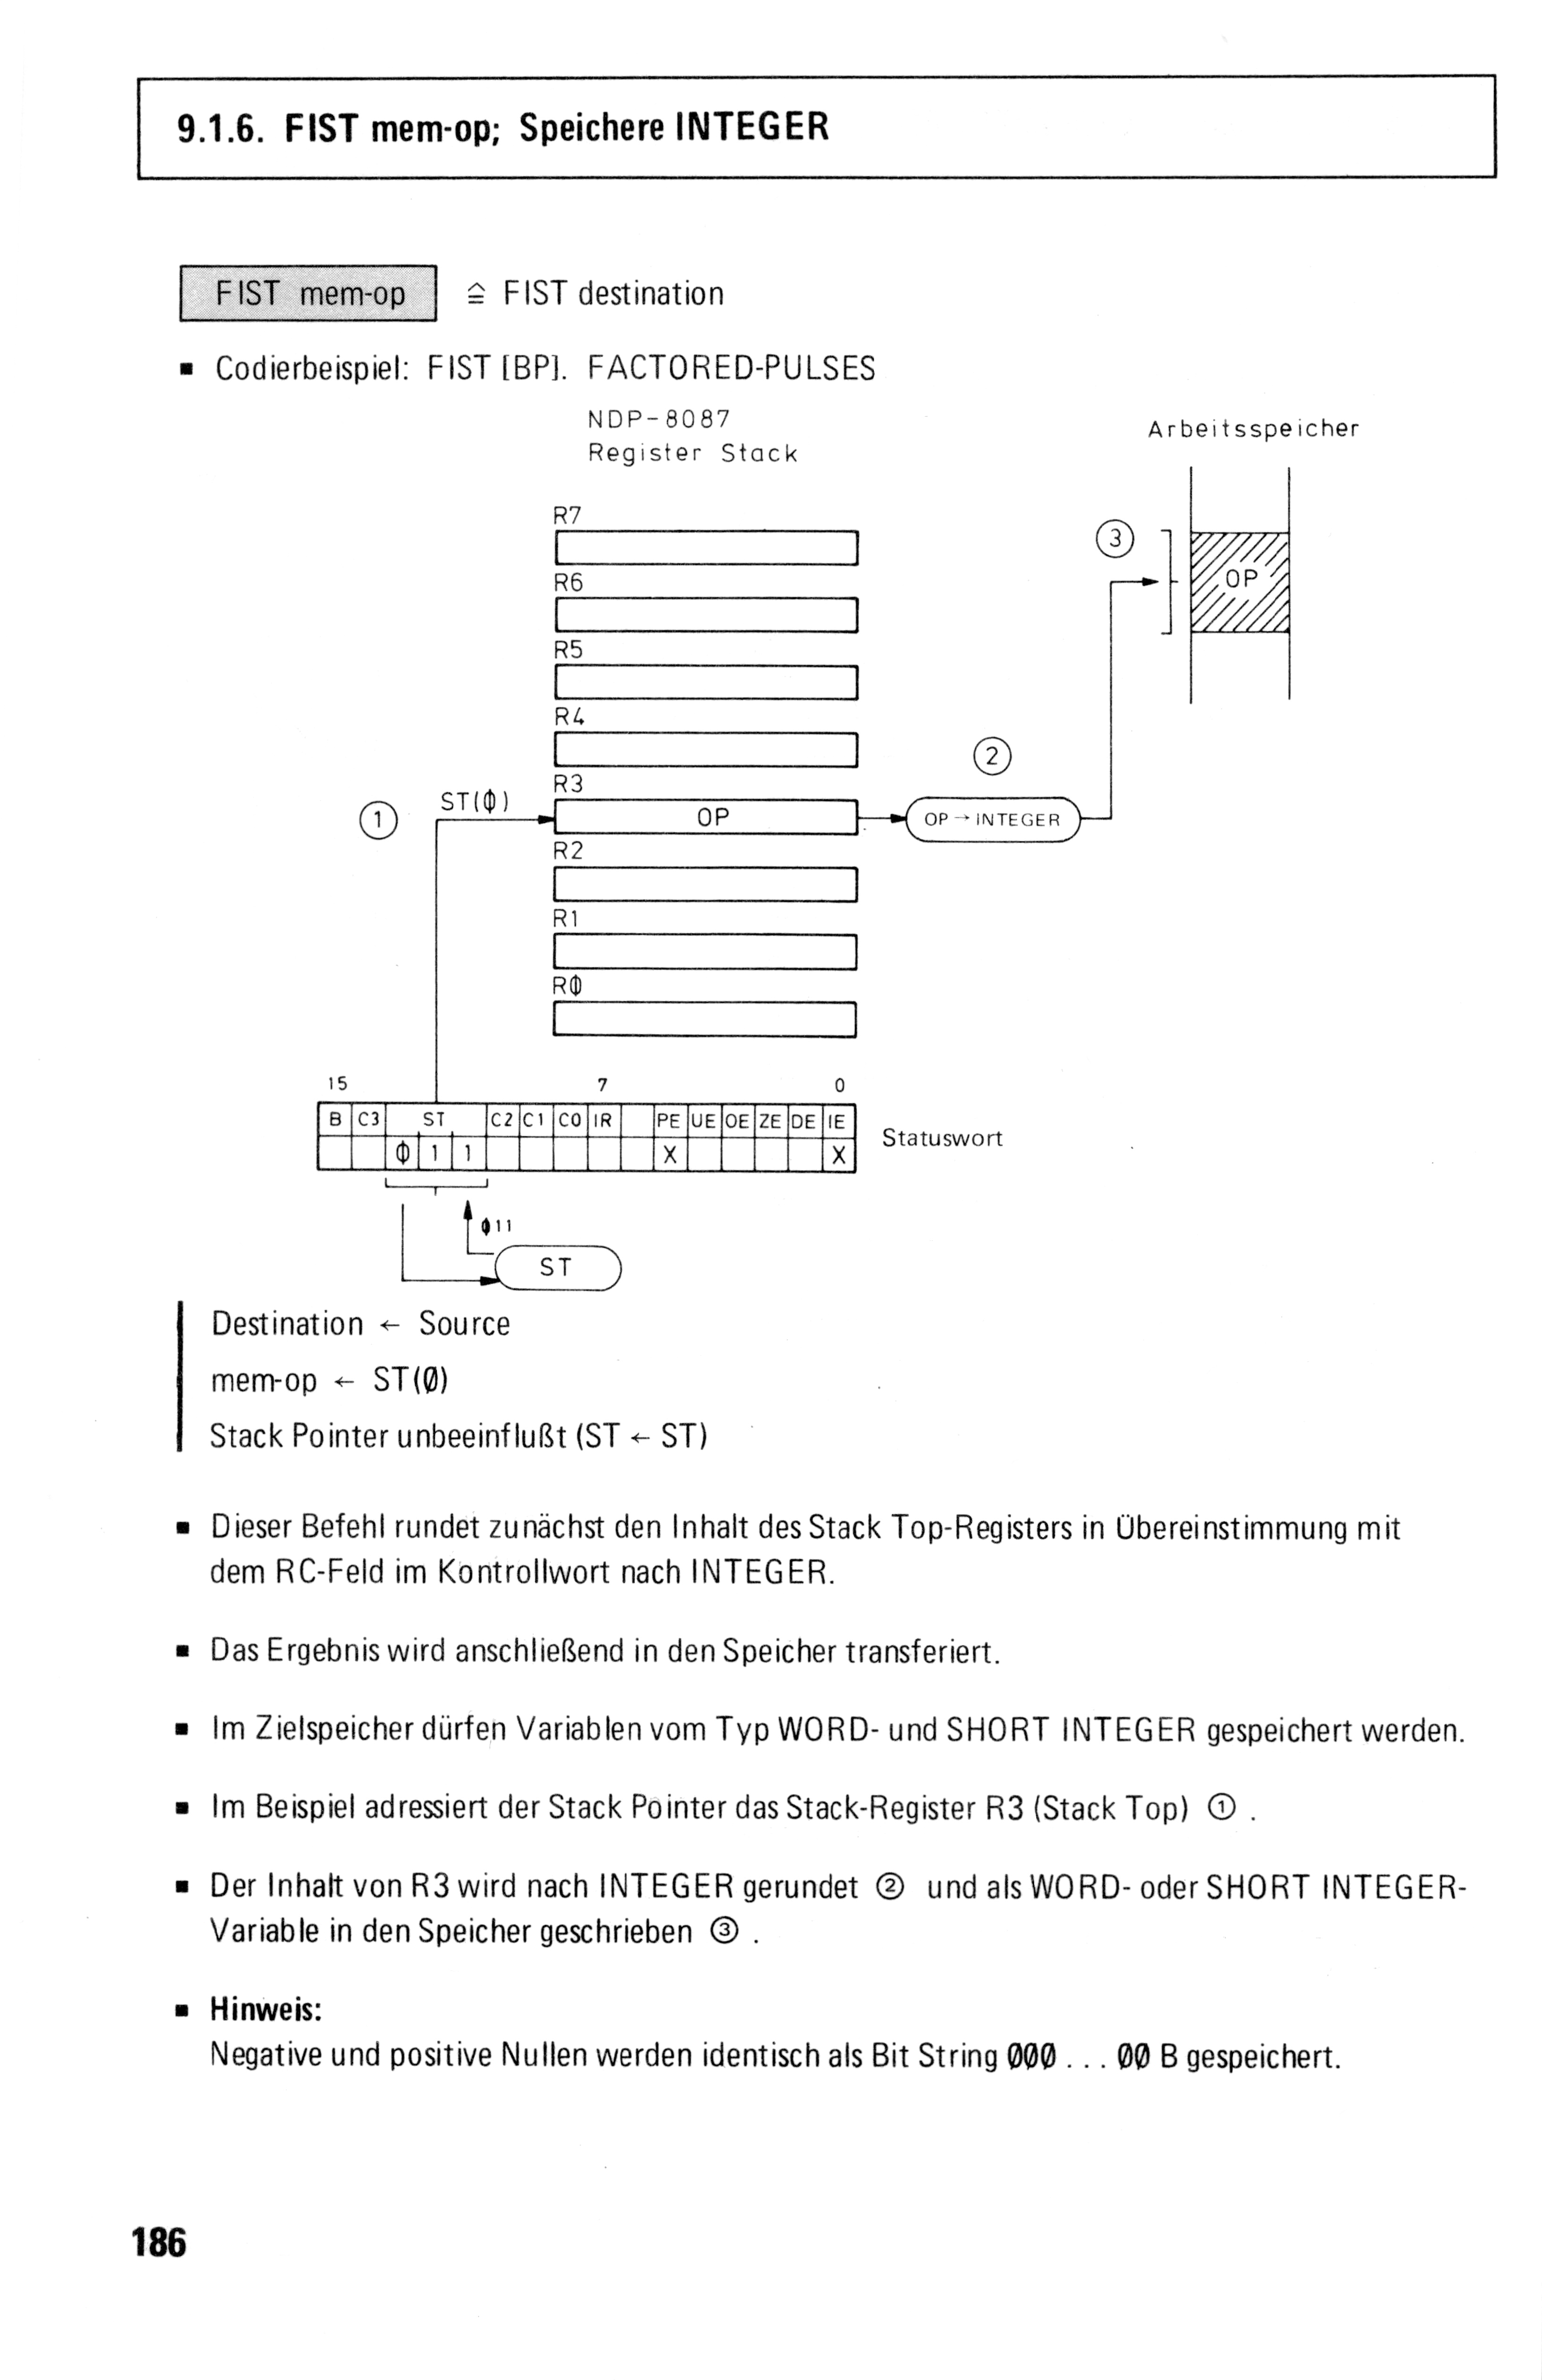 9.1.6. FIST mem-op; Speichere INTEGER
FIST mem-op ≙ FIST destination
▪ Codierbeispiel: FIST [BP]. FACTORED-PULSES
NDP-8087
Register Stack
Arbeitsspeicher
R7
R6
R5
R4
R3
R2
R1
R0
① ST(0)
OP
②
OP → INTEGER
③
OP
15 7 0
B C3 ST C2 C1 C0 IR PE UE OE ZE DE IE
0 1 1 X X
Statuswort
011
ST
Destination ← Source
mem-op ← ST(0)
Stack Pointer unbeeinflußt (ST ← ST)
▪ Dieser Befehl rundet zunächst den Inhalt des Stack Top-Registers in Übereinstimmung mit
dem RC-Feld im Kontrollwort nach INTEGER.
▪ Das Ergebnis wird anschließend in den Speicher transferiert.
▪ Im Zielspeicher dürfen Variablen vom Typ WORD- und SHORT INTEGER gespeichert werden.
▪ Im Beispiel adressiert der Stack Pointer das Stack-Register R3 (Stack Top) ① .
▪ Der Inhalt von R3 wird nach INTEGER gerundet ② und als WORD- oder SHORT INTEGER-
Variable in den Speicher geschrieben ③ .
▪ Hinweis:
Negative und positive Nullen werden identisch als Bit String 000 . . . 00 B gespeichert.
186